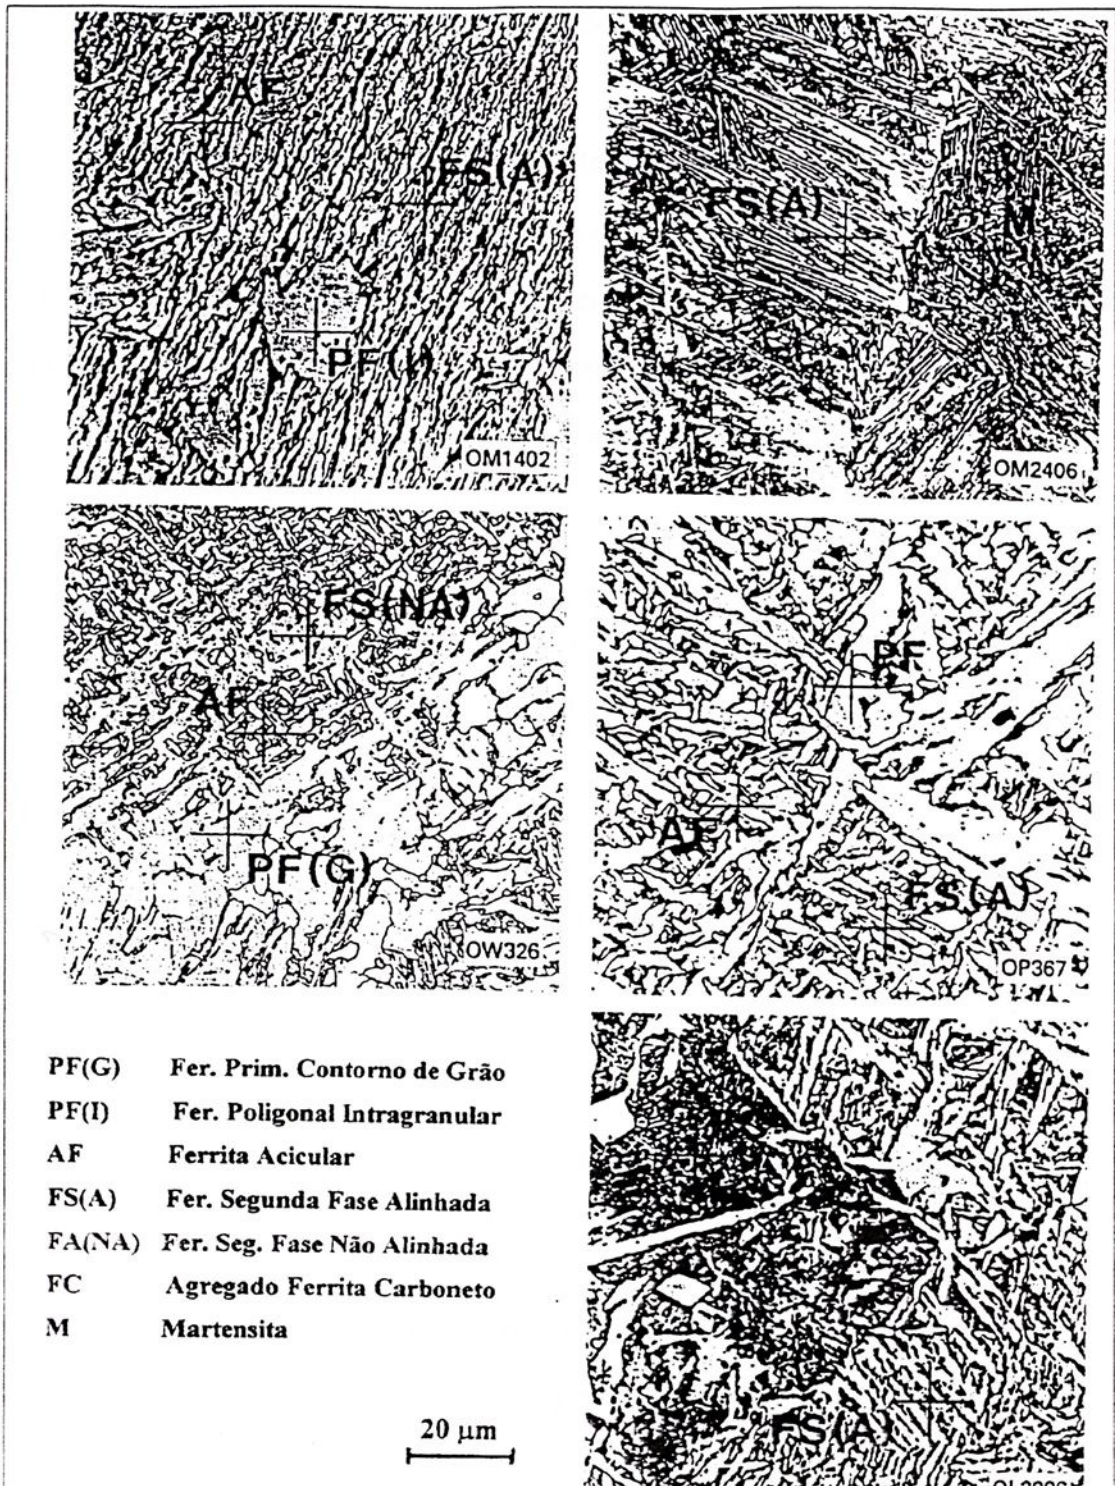 AF
FS(A)
PF(I)
OM1402
FS(A)
M
OM2406
FS(NA)
AF
PF(G)
OW326
PF
AF
FS(A)
OP367
PF(G) Fer. Prim. Contorno de Grão
PF(I) Fer. Poligonal Intragranular
AF Ferrita Acicular
FS(A) Fer. Segunda Fase Alinhada
FA(NA) Fer. Seg. Fase Não Alinhada
FC Agregado Ferrita Carboneto
M Martensita
20 µm
FS(A)